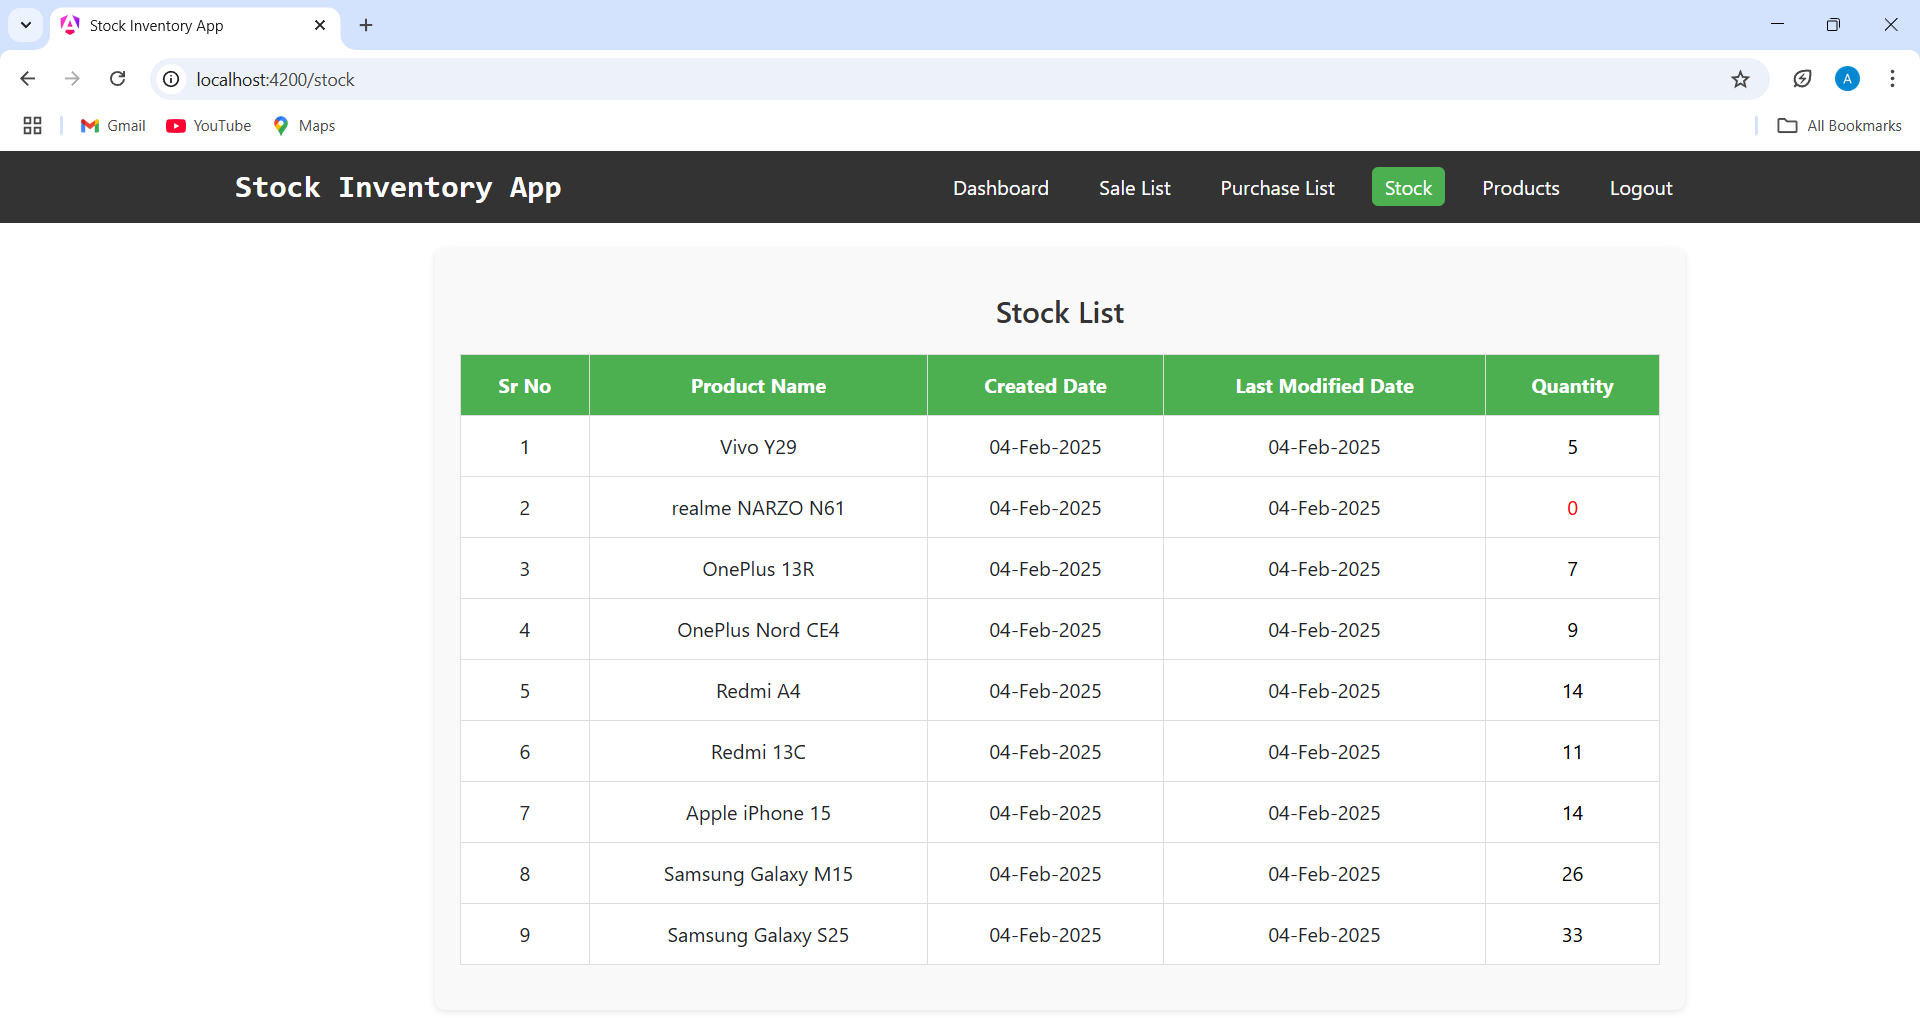 Stock Inventory App
localhost:4200/stock
A
Gmail YouTube Maps All Bookmarks
Stock Inventory App Dashboard Sale List Purchase List Stock Products Logout
Stock List
Sr No Product Name Created Date Last Modified Date Quantity
1 Vivo Y29 04-Feb-2025 04-Feb-2025 5
2 realme NARZO N61 04-Feb-2025 04-Feb-2025 0
3 OnePlus 13R 04-Feb-2025 04-Feb-2025 7
4 OnePlus Nord CE4 04-Feb-2025 04-Feb-2025 9
5 Redmi A4 04-Feb-2025 04-Feb-2025 14
6 Redmi 13C 04-Feb-2025 04-Feb-2025 11
7 Apple iPhone 15 04-Feb-2025 04-Feb-2025 14
8 Samsung Galaxy M15 04-Feb-2025 04-Feb-2025 26
9 Samsung Galaxy S25 04-Feb-2025 04-Feb-2025 33